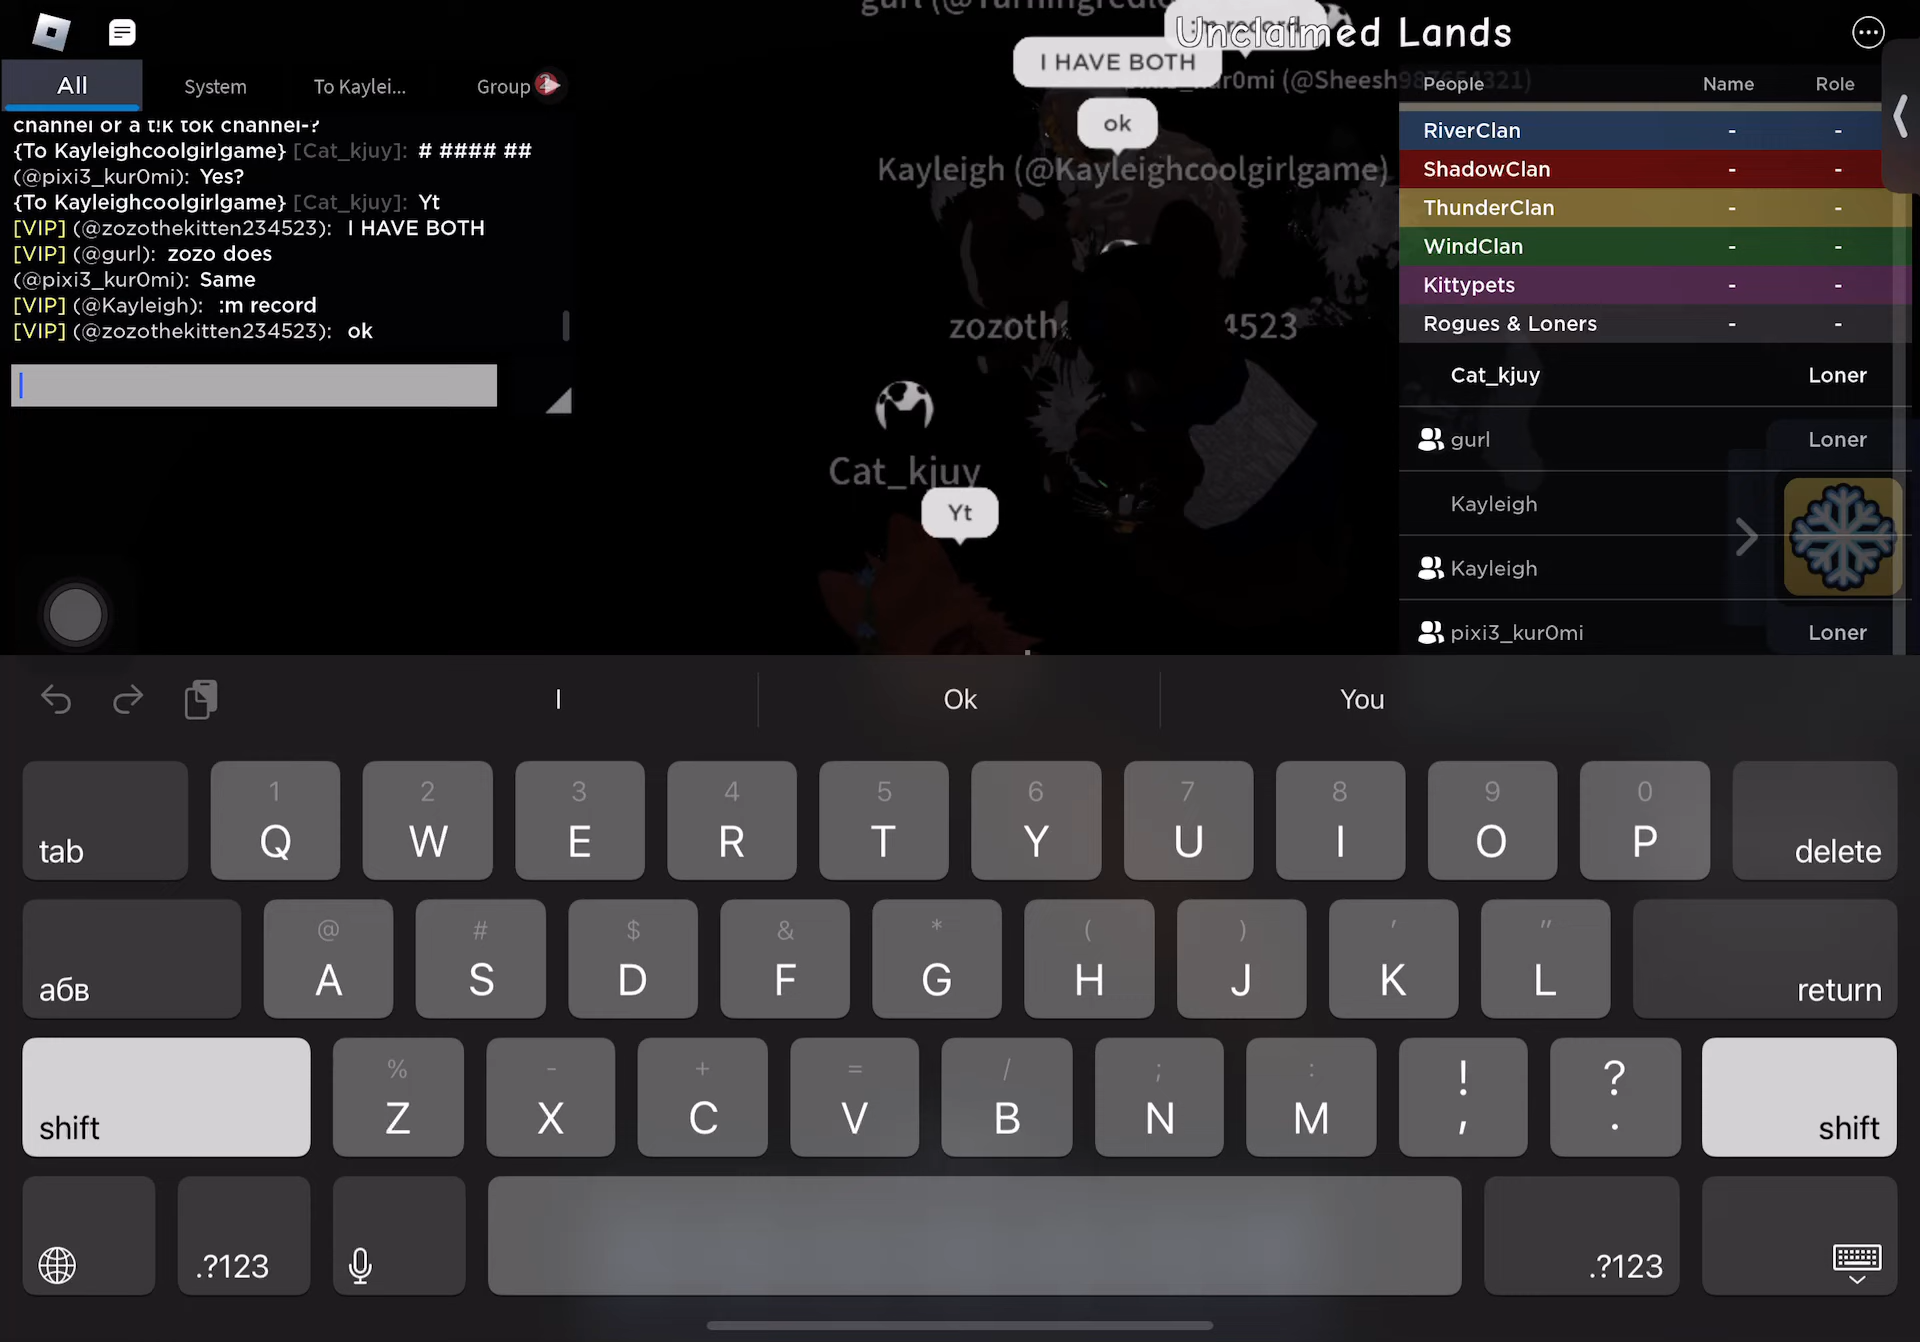 Unclaimed Lands
All
System
To Kaylei...
Group
channel or a t!k tok channel-?
{To Kayleighcoolgirlgame} [Cat_kjuy]: # #### ##
(@pixi3_kur0mi): Yes?
{To Kayleighcoolgirlgame} [Cat_kjuy]: Yt
[VIP] (@zozothekitten234523): I HAVE BOTH
[VIP] (@gurl): zozo does
(@pixi3_kur0mi): Same
[VIP] (@Kayleigh): :m record
[VIP] (@zozothekitten234523): ok
:m record
I HAVE BOTH
ok
Kayleigh (@Kayleighcoolgirlgame)
4523
Cat_kjuy
Yt
People Name Role
RiverClan - -
ShadowClan - -
ThunderClan - -
WindClan - -
Kittypets - -
Rogues & Loners - -
Cat_kjuy Loner
gurl Loner
Kayleigh
Kayleigh
pixi3_kur0mi Loner
I Ok You
1 2 3 4 5 6 7 8 9 0
tab Q W E R T Y U I O P delete
@ # $ & * ( ) ' "
абв A S D F G H J K L return
% - + = / ; : ! ?
shift Z X C V B N M , . shift
.?123 .?123